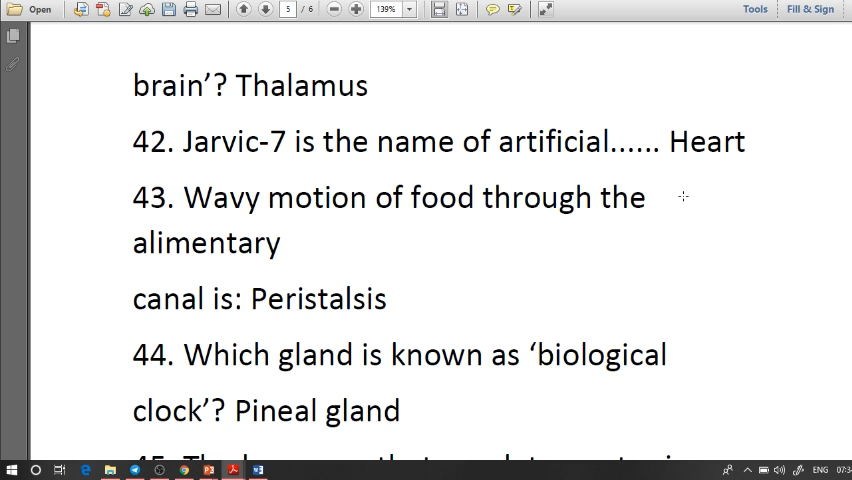 Open 5 / 6 139% Tools Fill & Sign
brain’? Thalamus
42. Jarvic-7 is the name of artificial...... Heart
43. Wavy motion of food through the
alimentary
canal is: Peristalsis
44. Which gland is known as ‘biological
clock’? Pineal gland
ENG